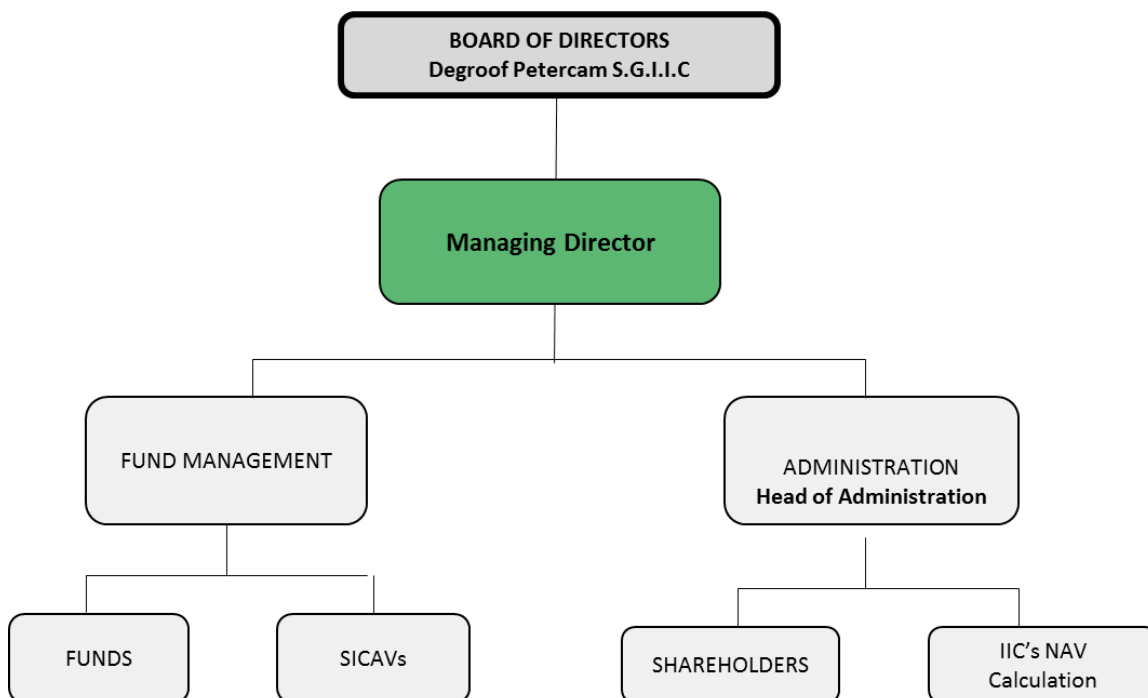 BOARD OF DIRECTORS
Degroof Petercam S.G.I.I.C
Managing Director
FUND MANAGEMENT
ADMINISTRATION
Head of Administration
FUNDS
SICAVs
SHAREHOLDERS
IIC’s NAV
Calculation